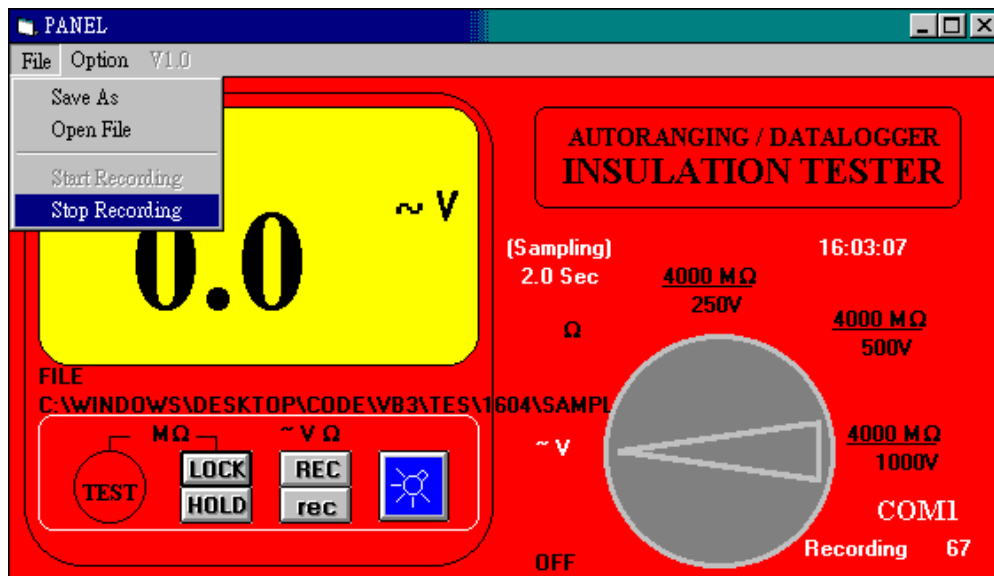 PANEL
File Option V1.0
Save As
Open File
Start Recording
Stop Recording
0.0
~ V
AUTORANGING / DATALOGGER
INSULATION TESTER
(Sampling)
2.0 Sec
16:03:07
4000 MΩ
250V
Ω
4000 MΩ
500V
~ V
4000 MΩ
1000V
OFF
COM1
Recording 67
FILE
C:\WINDOWS\DESKTOP\CODE\VB3\TES\1604\SAMPL
MΩ
~ V Ω
TEST
LOCK
REC
HOLD
rec